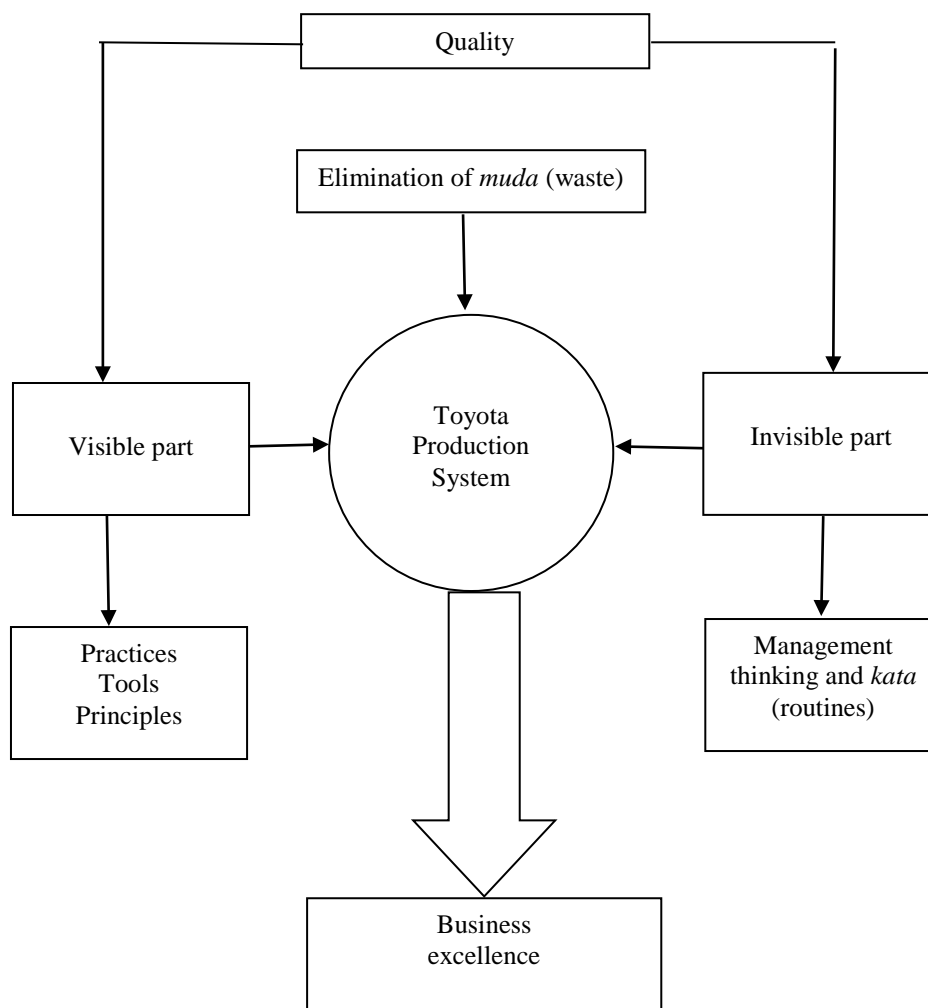 Quality
Elimination of muda (waste)
Visible part
Toyota
Production
System
Invisible part
Practices
Tools
Principles
Management
thinking and kata
(routines)
Business
excellence